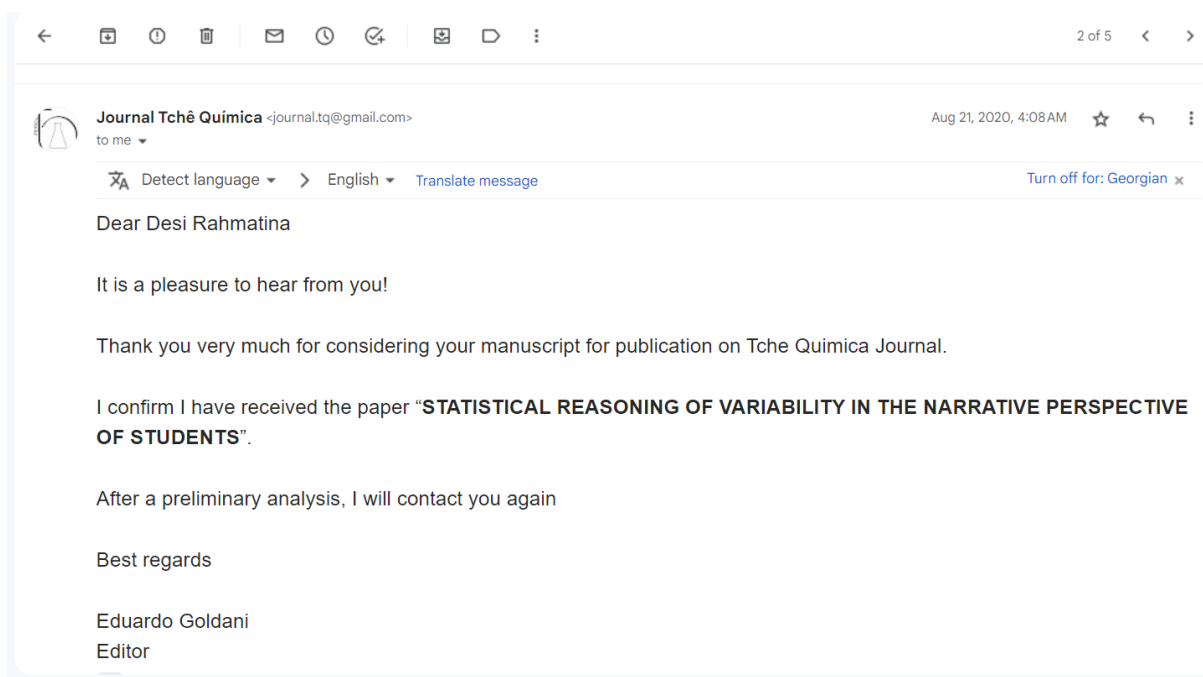 2 of 5
Journal Tchê Química <journal.tq@gmail.com>
Aug 21, 2020, 4:08 AM
to me
Detect language
English
Translate message
Turn off for: Georgian
Dear Desi Rahmatina
It is a pleasure to hear from you!
Thank you very much for considering your manuscript for publication on Tche Quimica Journal.
I confirm I have received the paper “STATISTICAL REASONING OF VARIABILITY IN THE NARRATIVE PERSPECTIVE
OF STUDENTS”.
After a preliminary analysis, I will contact you again
Best regards
Eduardo Goldani
Editor